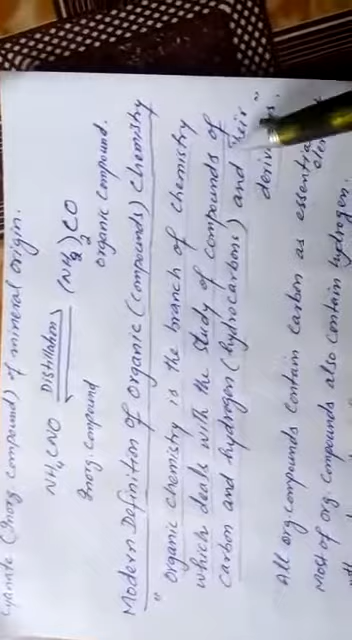 Cyanate (Inorg. compound) of mineral origin.
NH4CNO Distillation (NH2)2CO
Inorg. compound organic compound.
Modern Definition of Organic (compounds) chemistry
" organic chemistry is the branch of chemistry
which deals with the study of compounds of
carbon and hydrogen (hydrocarbons) and their
"
All org. compounds contain carbon as essential
Most of org. compounds also contain hydrogen.